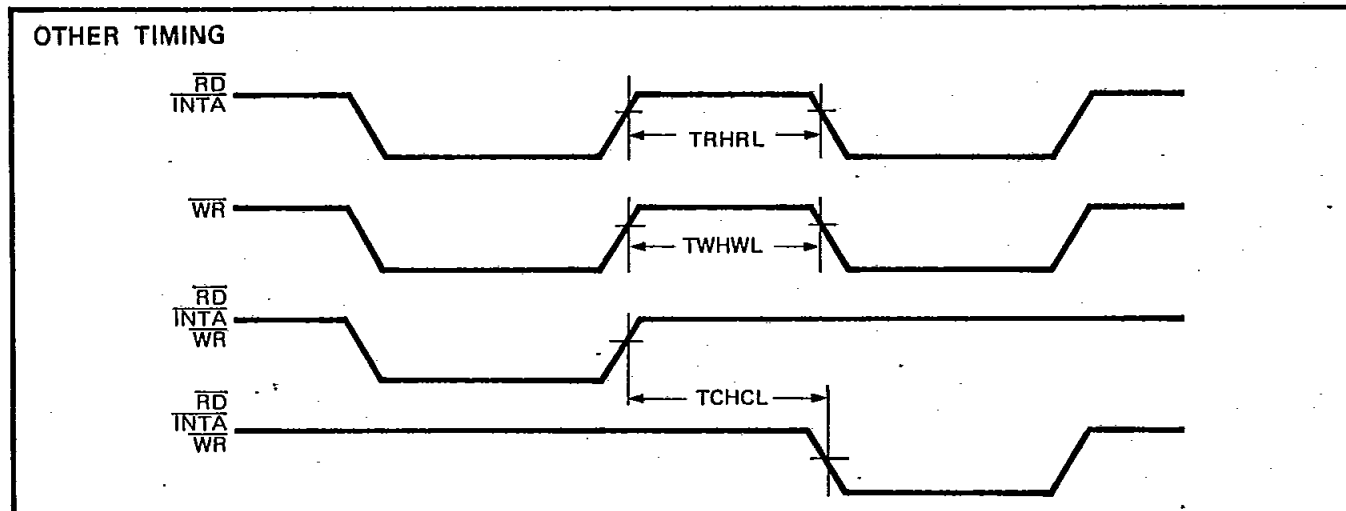 OTHER TIMING
RD
INTA
TRHRL
WR
TWHWL
RD
INTA
WR
TCHCL
RD
INTA
WR